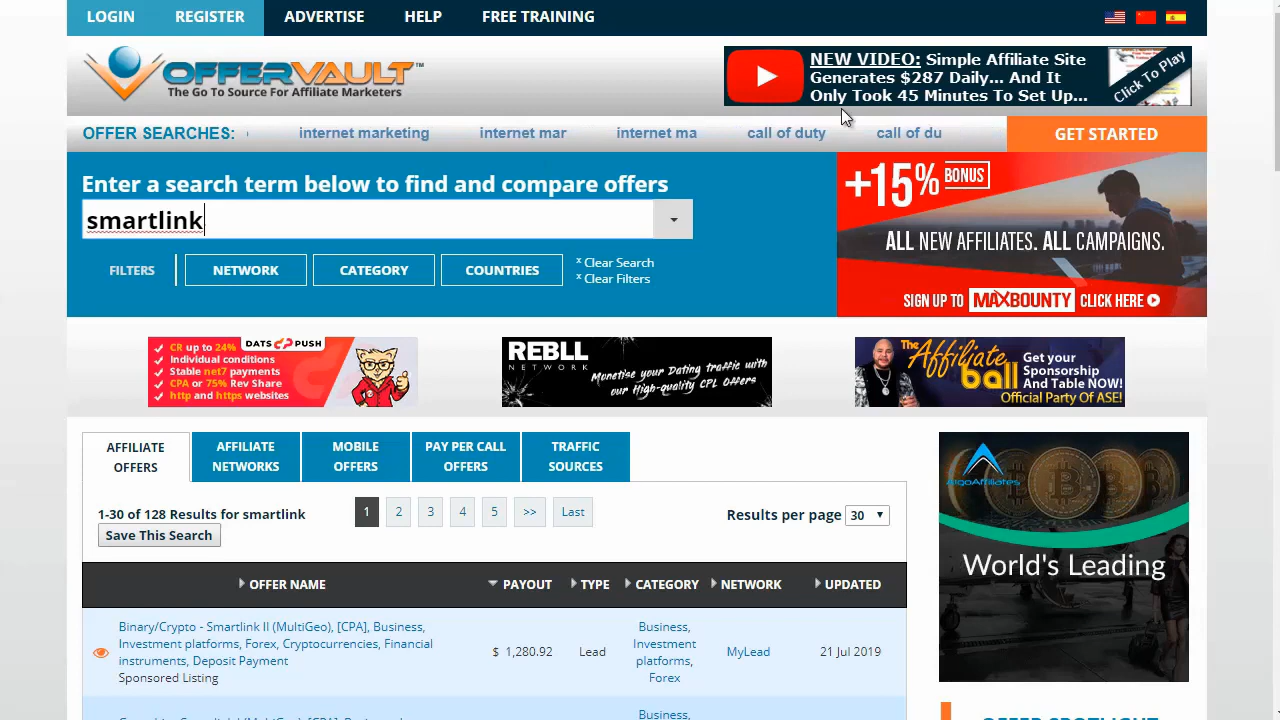 LOGIN REGISTER ADVERTISE HELP FREE TRAINING
OFFERVAULT™
The Go To Source For Affiliate Marketers
NEW VIDEO: Simple Affiliate Site
Generates $287 Daily... And It
Only Took 45 Minutes To Set Up...
Click To Play
OFFER SEARCHES: internet marketing internet mar internet ma call of duty call of du
GET STARTED
Enter a search term below to find and compare offers
smartlink
FILTERS NETWORK CATEGORY COUNTRIES
x Clear Search
x Clear Filters
+15% BONUS
ALL NEW AFFILIATES. ALL CAMPAIGNS.
SIGN UP TO MAXBOUNTY CLICK HERE
DATS PUSH
CR up to 24%
Individual conditions
Stable net7 payments
CPA or 75% Rev Share
http and https websites
REBLL
NETWORK
Monetise your Dating traffic with
our High-quality CPL Offers
The Affiliate
ball
Get your
Sponsorship
And Table NOW!
Official Party Of ASE!
AFFILIATE
OFFERS
AFFILIATE
NETWORKS
MOBILE
OFFERS
PAY PER CALL
OFFERS
TRAFFIC
SOURCES
1-30 of 128 Results for smartlink
Save This Search
1 2 3 4 5 >> Last
Results per page 30
OFFER NAME PAYOUT TYPE CATEGORY NETWORK UPDATED
Binary/Crypto - Smartlink II (MultiGeo), [CPA], Business,
Investment platforms, Forex, Cryptocurrencies, Financial
instruments, Deposit Payment
Sponsored Listing
$ 1,280.92
Lead
Business,
Investment
platforms,
Forex
MyLead
21 Jul 2019
Business,
AlgoAffiliates
World's Leading
OFFER SPOTLIGHT